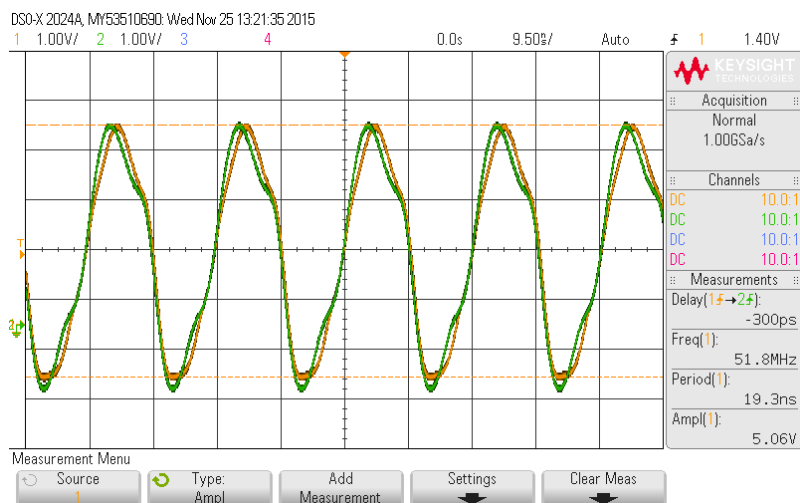 DSO-X 2024A, MY53510690: Wed Nov 25 13:21:35 2015
1 1.00V/ 2 1.00V/ 3 4 0.0s 9.50ns/ Auto 1 1.40V
KEYSIGHT
TECHNOLOGIES
Acquisition
Normal
1.00GSa/s
Channels
DC 10.0:1
DC 10.0:1
DC 10.0:1
DC 10.0:1
Measurements
Delay(1→2):
-300ps
Freq(1):
51.8MHz
Period(1):
19.3ns
Ampl(1):
5.06V
T
2
Measurement Menu
Source
1
Type:
Ampl
Add
Measurement
Settings
Clear Meas